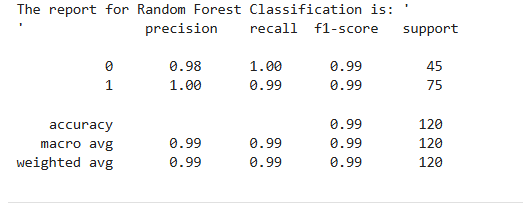 The report for Random Forest Classification is: '
' precision recall f1-score support
0 0.98 1.00 0.99 45
1 1.00 0.99 0.99 75
accuracy 0.99 120
macro avg 0.99 0.99 0.99 120
weighted avg 0.99 0.99 0.99 120